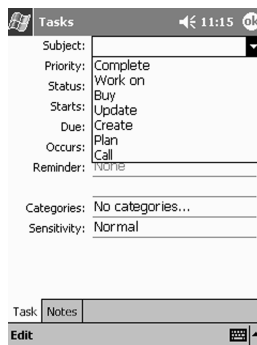 Tasks 11:15 ok
Subject:
Priority: Complete
Status: Work on
Buy
Starts: Update
Due: Create
Occurs: Plan
Call
Reminder: None
Categories: No categories...
Sensitivity: Normal
Task Notes
Edit